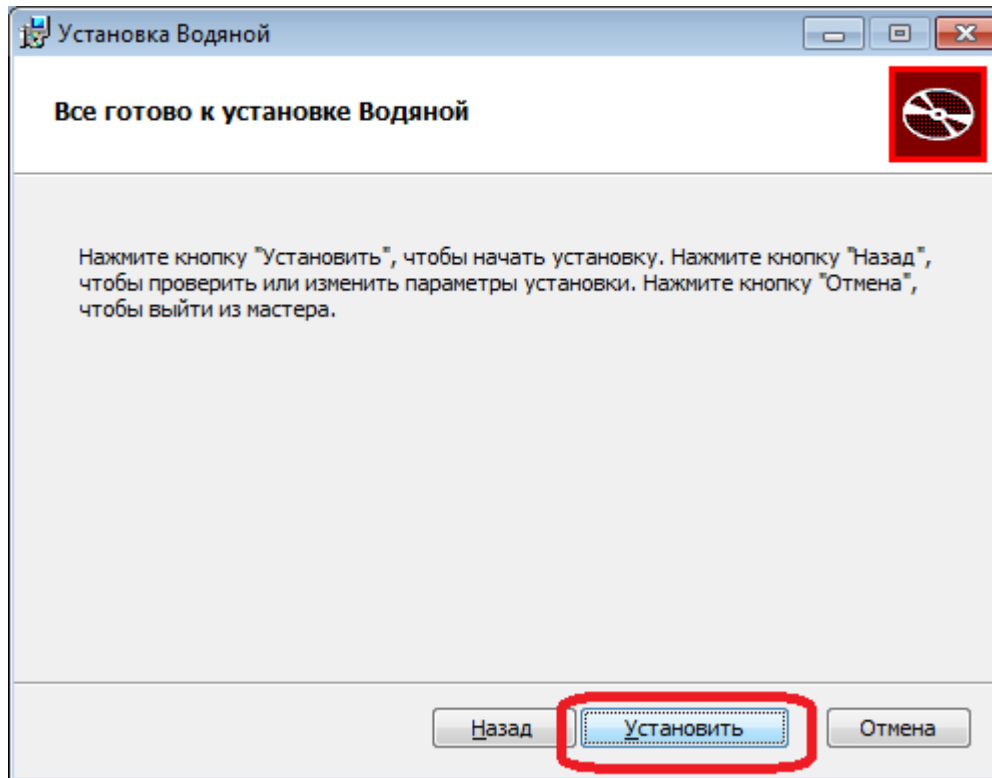 Установка Водяной
Все готово к установке Водяной
Нажмите кнопку "Установить", чтобы начать установку. Нажмите кнопку "Назад",
чтобы проверить или изменить параметры установки. Нажмите кнопку "Отмена",
чтобы выйти из мастера.
Назад Установить Отмена